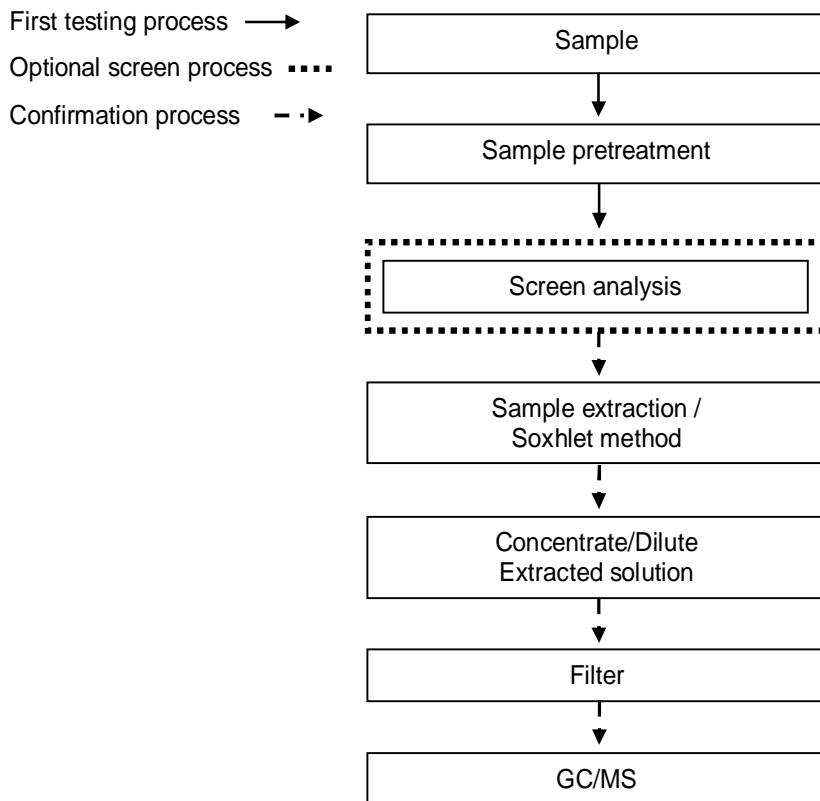 First testing process
Optional screen process
Confirmation process
Sample
Sample pretreatment
Screen analysis
Sample extraction /
Soxhlet method
Concentrate/Dilute
Extracted solution
Filter
GC/MS